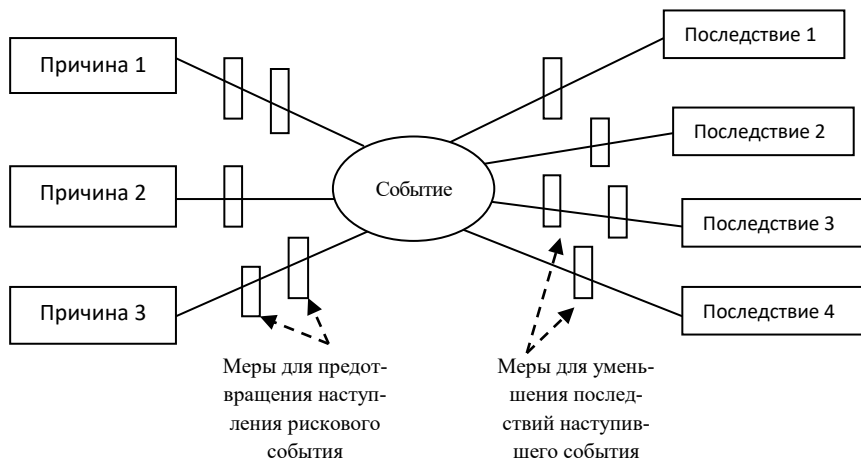 Причина 1
Причина 2
Причина 3
Событие
Последствие 1
Последствие 2
Последствие 3
Последствие 4
Меры для предот-
вращения наступ-
ления рискового
события
Меры для умень-
шения послед-
ствий наступив-
шего события